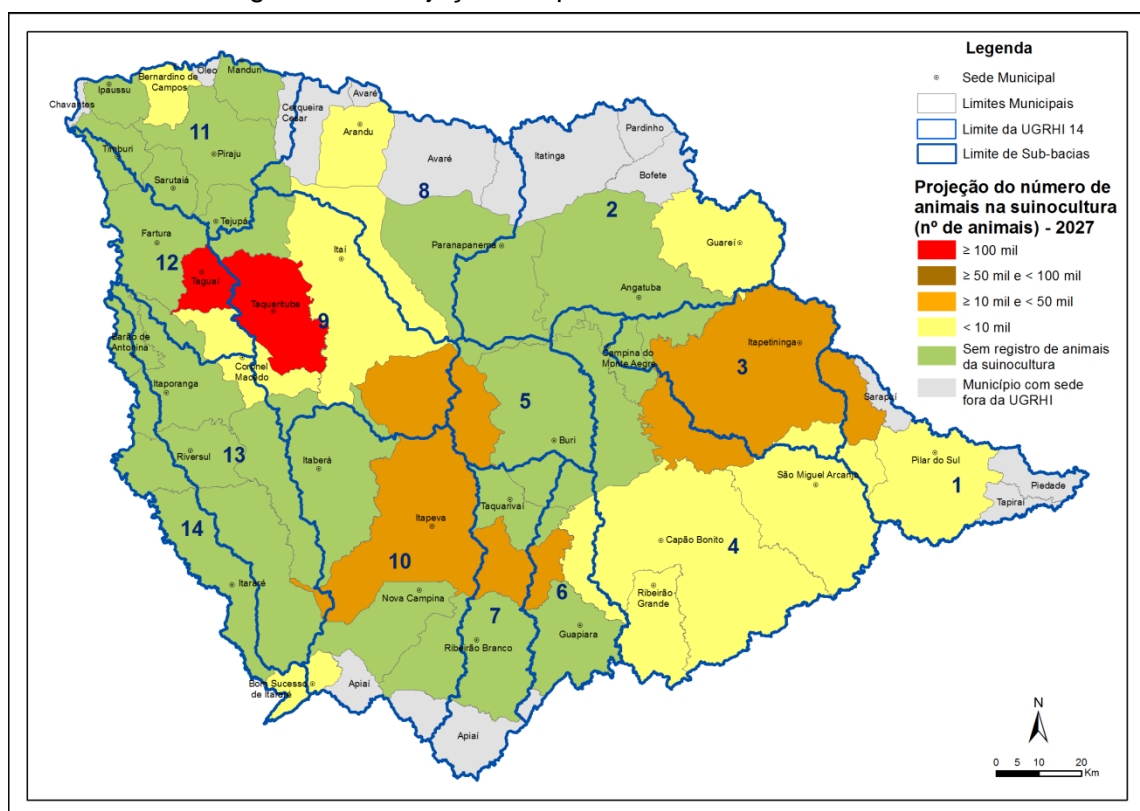 Legenda
Sede Municipal
Limites Municipais
Limite da UGRHI 14
Limite de Sub-bacias
Projeção do número de
animais na suinocultura
(nº de animais) - 2027
≥ 100 mil
≥ 50 mil e < 100 mil
≥ 10 mil e < 50 mil
< 10 mil
Sem registro de animais
da suinocultura
Município com sede
fora da UGRHI
Óleo
Manduri
Bernardino de
Campos
Ipaussu
Chavantes
Cerqueira
Cesar
Avaré
Arandu
11
Timburi
Piraju
Sarutaiá
Tejupá
Avaré
8
Itatinga
Pardinho
Bofete
2
Guareí
Paranapanema
Angatuba
Fartura
12
Taguaí
Taquarituba
Itaí
9
Barão de
Antonina
Coronel
Macedo
Itaporanga
Campina do
Monte Alegre
Itapetininga
3
Sarapuí
5
Buri
Riversul
13
Itaberá
14
Itararé
Itapeva
10
Taquarivaí
São Miguel Arcanjo
Pilar do Sul
1
Piedade
Tapiraí
Capão Bonito
4
Ribeirão
Grande
6
Nova Campina
7
Ribeirão Branco
Guapiara
Bom Sucesso
de Itararé
Apiaí
Apiaí
N
0 5 10 20
Km